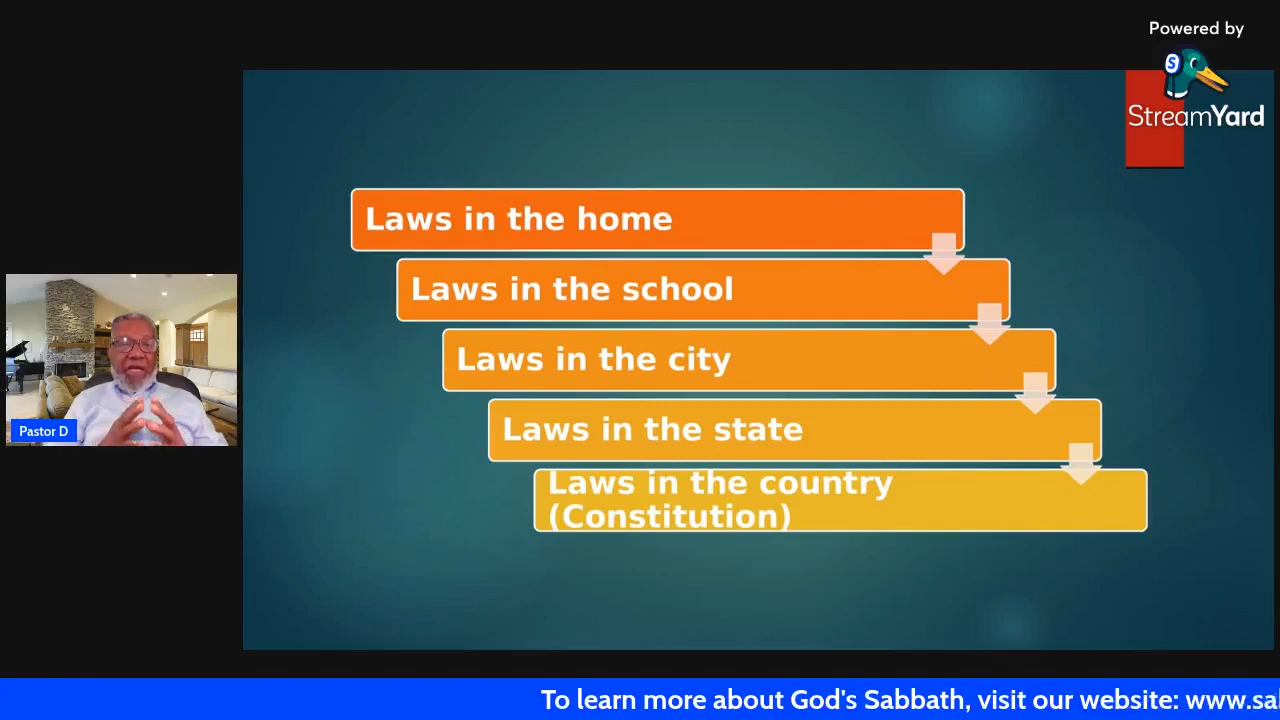 Powered by
StreamYard
Laws in the home
Laws in the school
Laws in the city
Laws in the state
Laws in the country
(Constitution)
Pastor D
To learn more about God's Sabbath, visit our website: www.sa